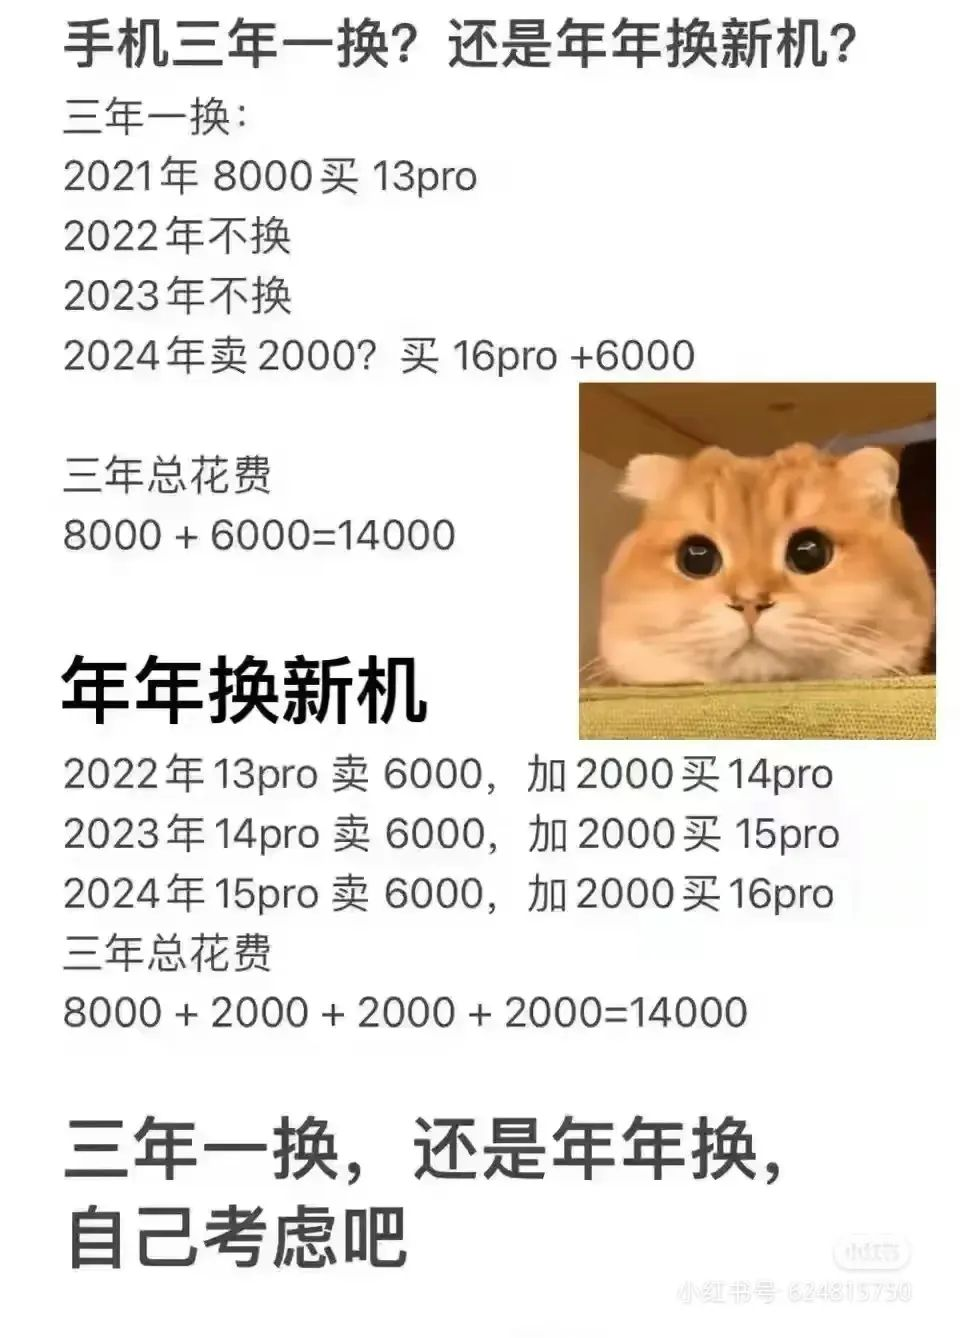 手机三年一换？还是年年换新机？
三年一换：
2021年 8000买 13pro
2022年不换
2023年不换
2024年卖2000？买 16pro +6000
三年总花费
8000 + 6000=14000
年年换新机
2022年13pro 卖 6000，加2000买14pro
2023年14pro 卖 6000，加2000买 15pro
2024年15pro 卖 6000，加2000买16pro
三年总花费
8000 + 2000 + 2000 + 2000=14000
三年一换，还是年年换，
自己考虑吧
小红书
小红书号 624815750